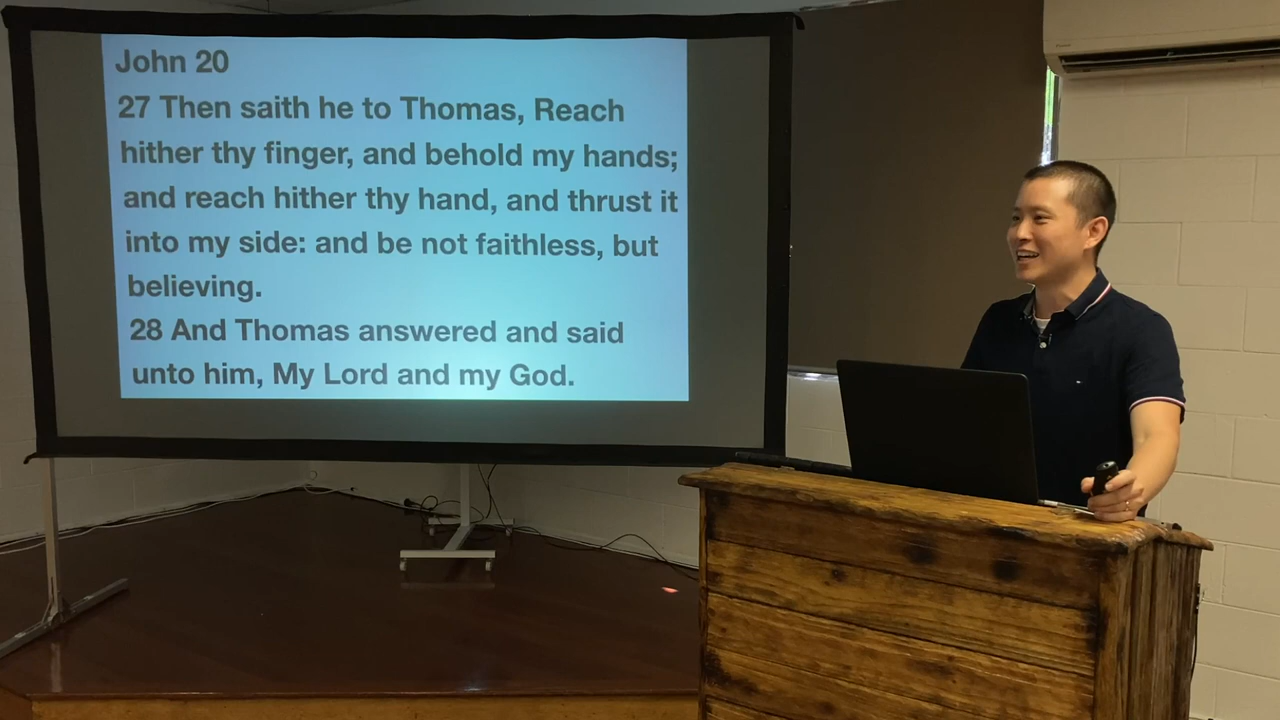 John 20
27 Then saith he to Thomas, Reach
hither thy finger, and behold my hands;
and reach hither thy hand, and thrust it
into my side: and be not faithless, but
believing.
28 And Thomas answered and said
unto him, My Lord and my God.